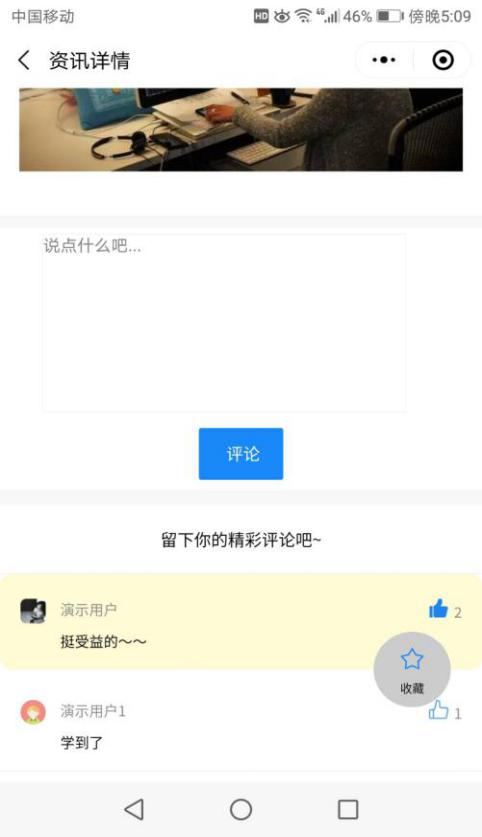 中国移动 HD 4G 46% 傍晚5:09
资讯详情
说点什么吧...
评论
留下你的精彩评论吧~
演示用户 2
挺受益的～～
收藏
演示用户1 1
学到了